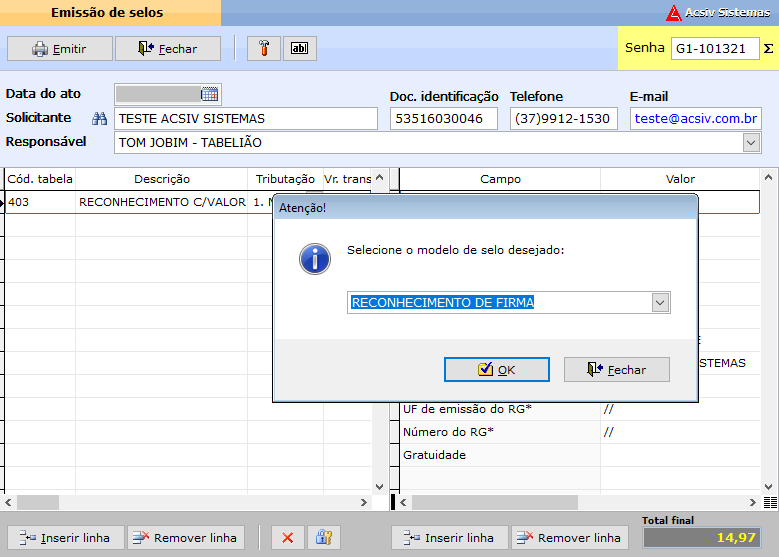 Emissão de selos
Acsiv Sistemas
Emitir
Fechar
ab
Senha G1-101321 Σ
Data do ato
Doc. identificação Telefone E-mail
Solicitante TESTE ACSIV SISTEMAS 53516030046 (37)9912-1530 teste@acsiv.com.br
Responsável TOM JOBIM - TABELIÃO
Cód. tabela Descrição Tributação Vr. trans
403 RECONHECIMENTO C/VALOR 1. N
Campo Valor
Atenção!
Selecione o modelo de selo desejado:
RECONHECIMENTO DE FIRMA
OK Fechar
E
STEMAS
UF de emissão do RG* //
Número do RG* //
Gratuidade
Inserir linha Remover linha
Inserir linha Remover linha
Total final
14,97